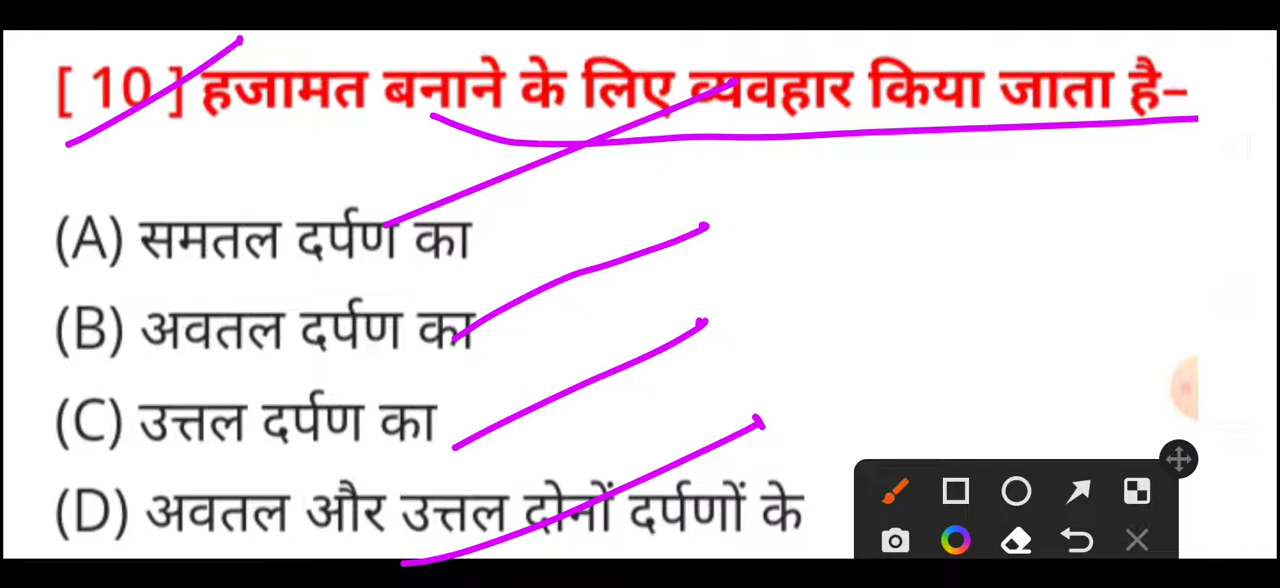 [ 10 ] हजामत बनाने के लिए व्यवहार किया जाता है–
(A) समतल दर्पण का
(B) अवतल दर्पण का
(C) उत्तल दर्पण का
(D) अवतल और उत्तल दोनों दर्पणों के